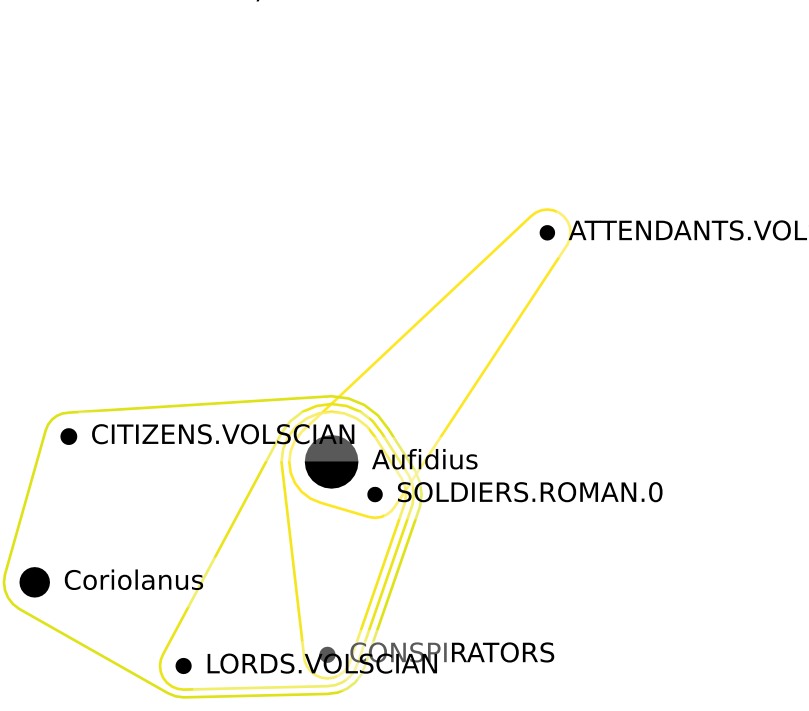 ATTENDANTS.VOL
CITIZENS.VOLSCIAN
Aufidius
SOLDIERS.ROMAN.0
Coriolanus
CONSPIRATORS
LORDS.VOLSCIAN